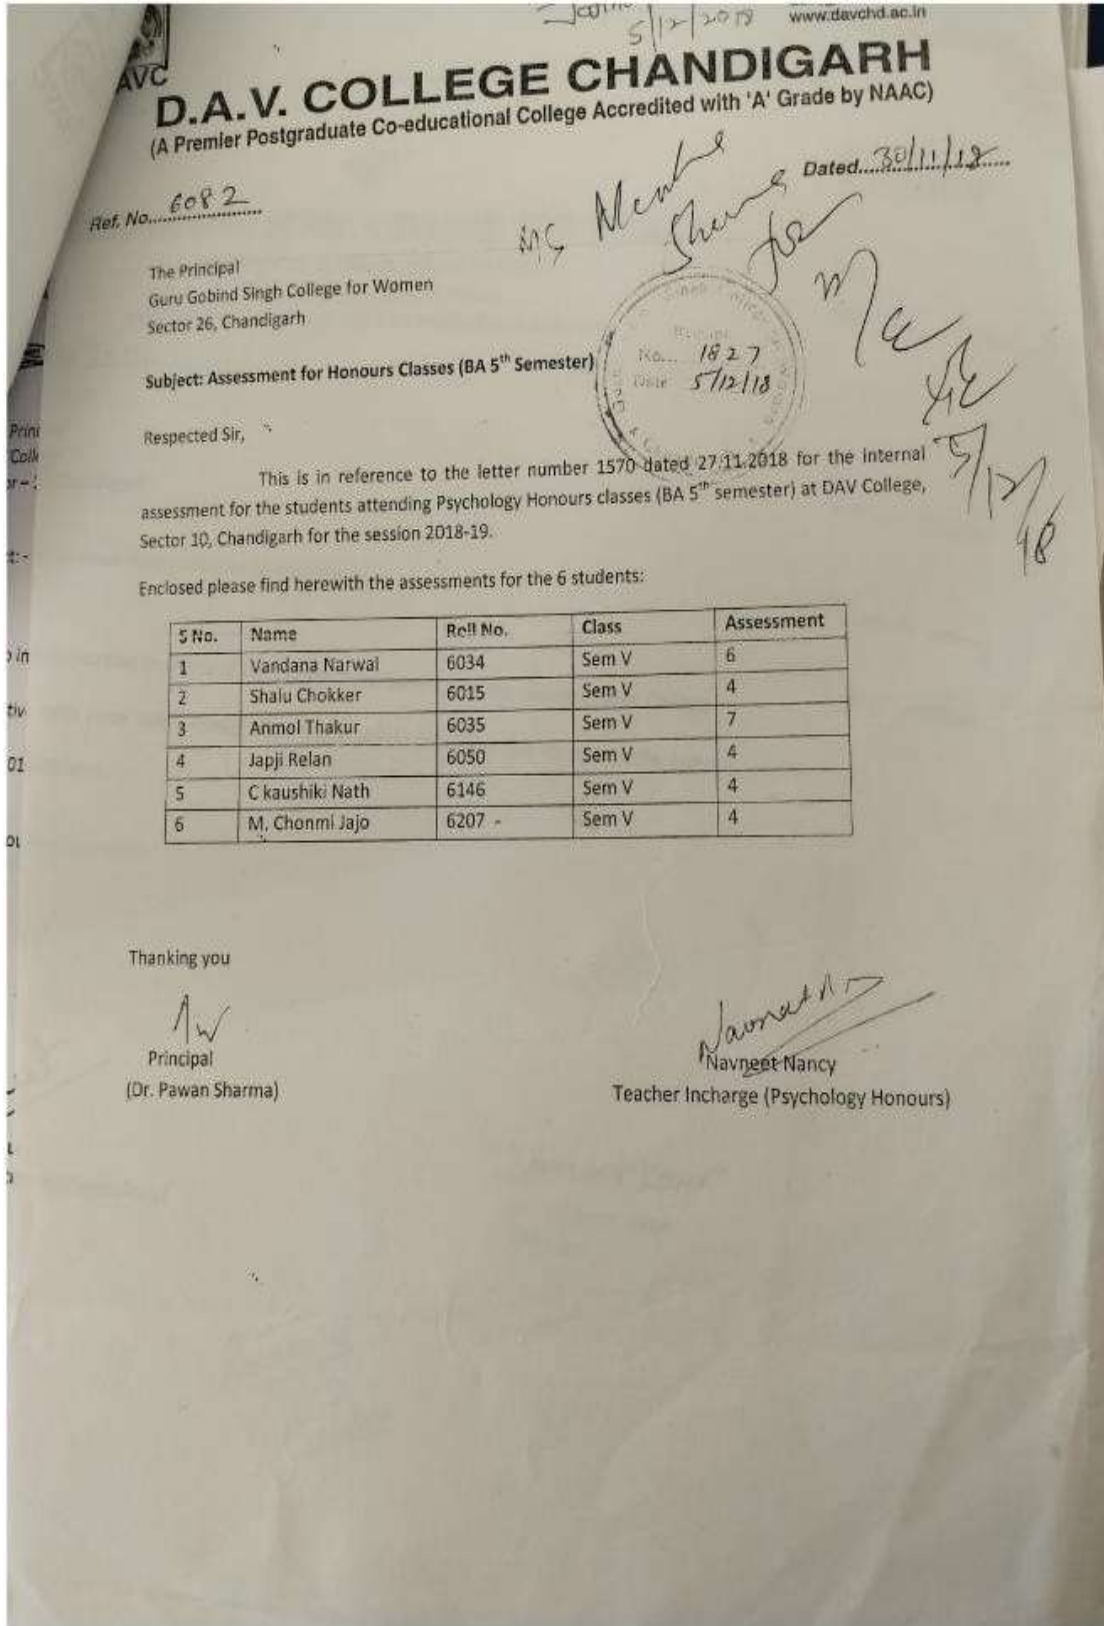 5/12/2018
www.davchd.ac.in
AVC
D.A.V. COLLEGE CHANDIGARH
(A Premier Postgraduate Co-educational College Accredited with 'A' Grade by NAAC)
Ref. No. 6082
Dated 30/11/18
MS
for
The Principal
Guru Gobind Singh College for Women
Sector 26, Chandigarh
No. 1827
Date 5/12/18
5/12/18
Subject: Assessment for Honours Classes (BA 5th Semester)
Respected Sir,
This is in reference to the letter number 1570 dated 27.11.2018 for the internal
assessment for the students attending Psychology Honours classes (BA 5th semester) at DAV College,
Sector 10, Chandigarh for the session 2018-19.
Enclosed please find herewith the assessments for the 6 students:
S No. Name Roll No. Class Assessment
1 Vandana Narwal 6034 Sem V 6
2 Shalu Chokker 6015 Sem V 4
3 Anmol Thakur 6035 Sem V 7
4 Japji Relan 6050 Sem V 4
5 C kaushiki Nath 6146 Sem V 4
6 M. Chonmi Jajo 6207 - Sem V 4
Thanking you
Principal
(Dr. Pawan Sharma)
Navneet Nancy
Teacher Incharge (Psychology Honours)